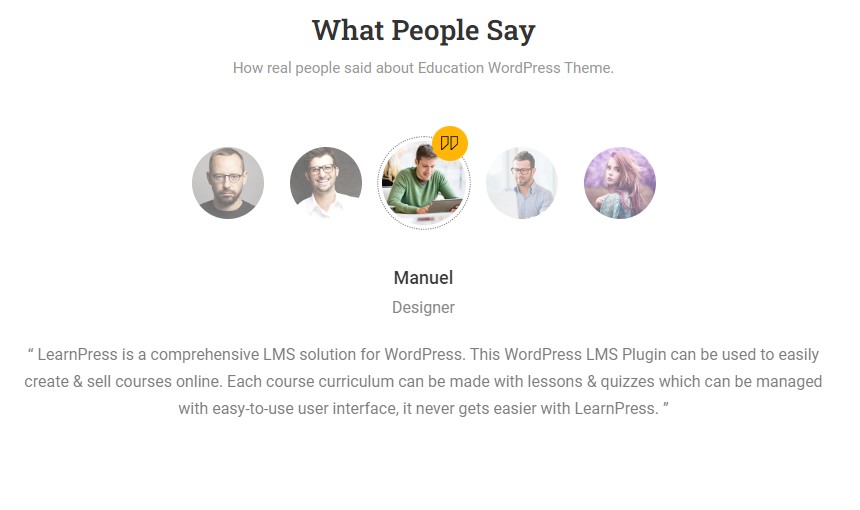 What People Say
How real people said about Education WordPress Theme.
Manuel
Designer
“ LearnPress is a comprehensive LMS solution for WordPress. This WordPress LMS Plugin can be used to easily
create & sell courses online. Each course curriculum can be made with lessons & quizzes which can be managed
with easy-to-use user interface, it never gets easier with LearnPress. ”